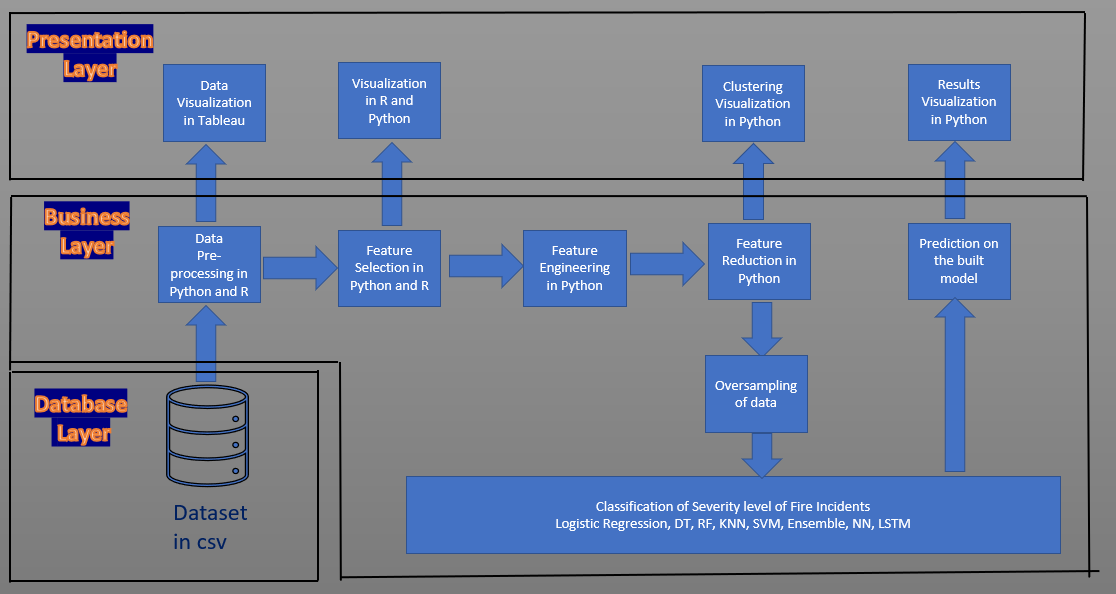 Presentation
Layer
Data
Visualization
in Tableau
Visualization
in R and
Python
Clustering
Visualization
in Python
Results
Visualization
in Python
Business
Layer
Data
Pre-
processing in
Python and R
Feature
Selection in
Python and R
Feature
Engineering
in Python
Feature
Reduction in
Python
Prediction on
the built
model
Oversampling
of data
Database
Layer
Dataset
in csv
Classification of Severity level of Fire Incidents
Logistic Regression, DT, RF, KNN, SVM, Ensemble, NN, LSTM